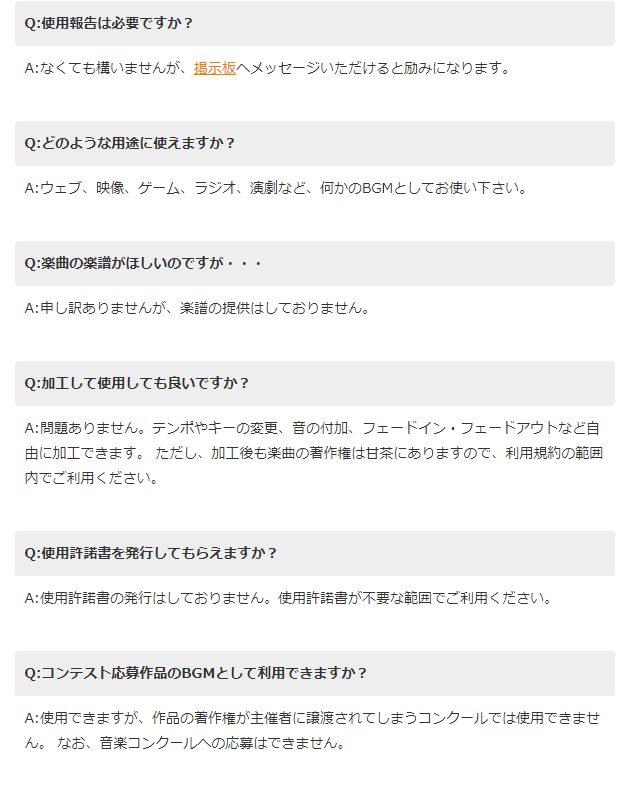 Q:使用報告は必要ですか？
A:なくても構いませんが、掲示板へメッセージいただけると励みになります。
Q:どのような用途に使えますか？
A:ウェブ、映像、ゲーム、ラジオ、演劇など、何かのBGMとしてお使い下さい。
Q:楽曲の楽譜がほしいのですが・・・
A:申し訳ありませんが、楽譜の提供はしておりません。
Q:加工して使用しても良いですか？
A:問題ありません。テンポやキーの変更、音の付加、フェードイン・フェードアウトなど自
由に加工できます。 ただし、加工後も楽曲の著作権は甘茶にありますので、利用規約の範囲
内でご利用ください。
Q:使用許諾書を発行してもらえますか？
A:使用許諾書の発行はしておりません。使用許諾書が不要な範囲でご利用ください。
Q:コンテスト応募作品のBGMとして利用できますか？
A:使用できますが、作品の著作権が主催者に譲渡されてしまうコンクールでは使用できませ
ん。 なお、音楽コンクールへの応募はできません。